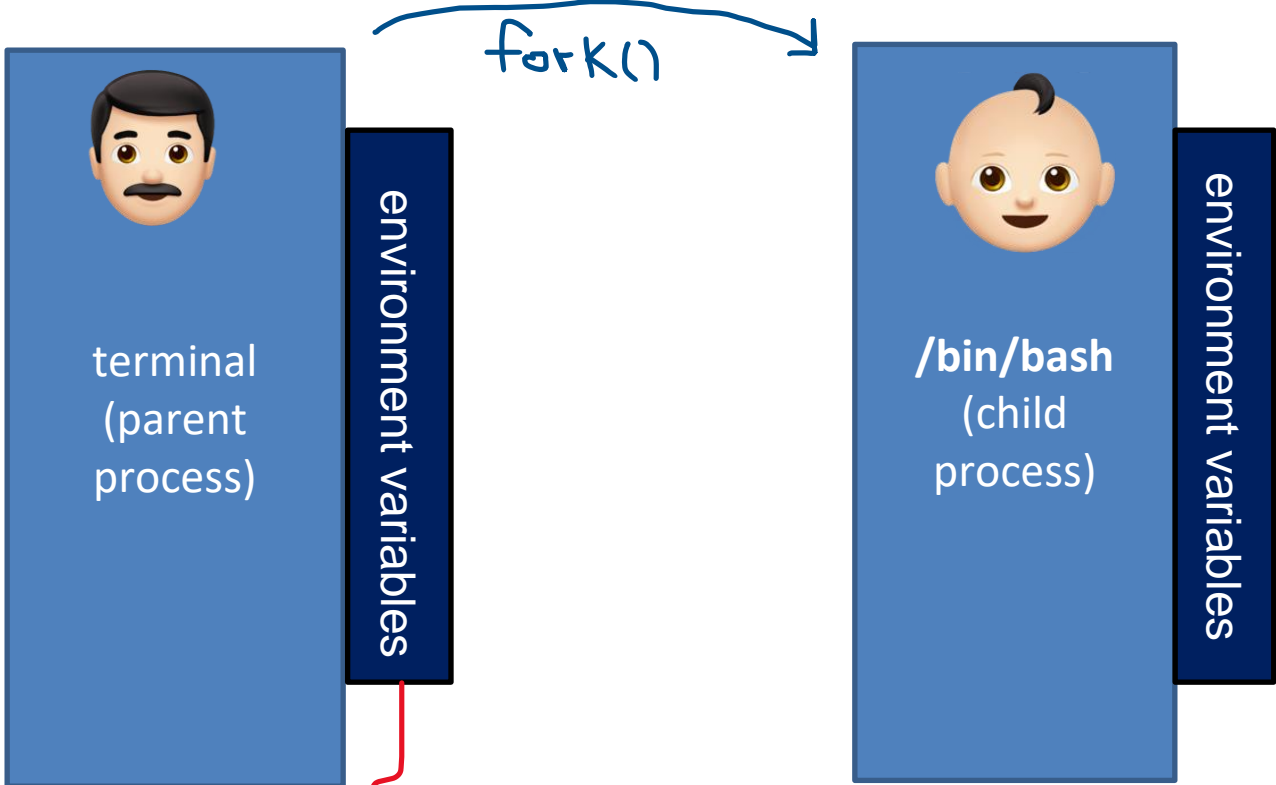 fork()
terminal
(parent
process)
environment variables
/bin/bash
(child
process)
environment variables